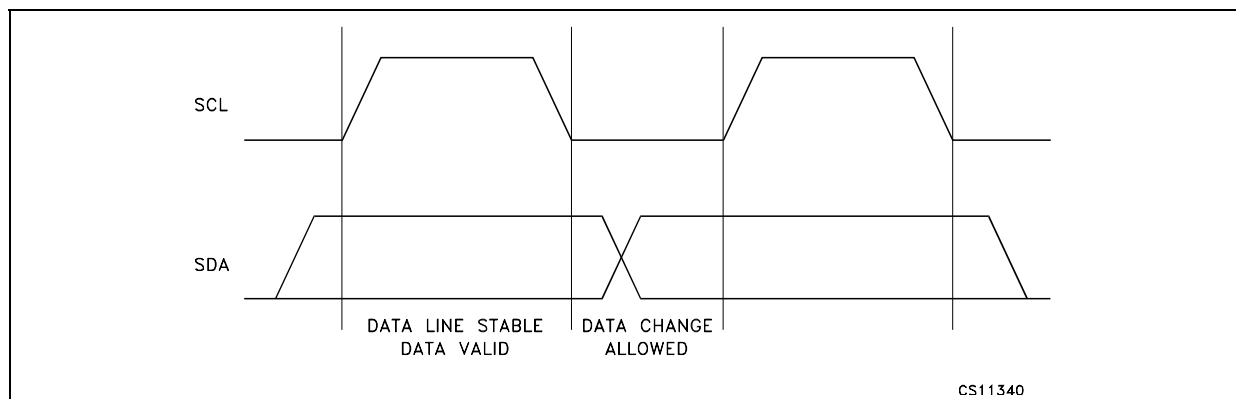 SCL
SDA
DATA LINE STABLE
DATA VALID
DATA CHANGE
ALLOWED
CS11340